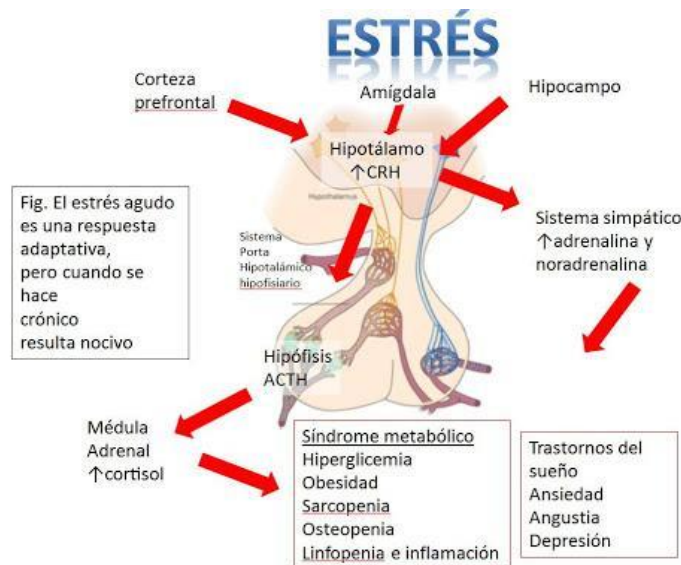 ESTRÉS
Corteza
prefrontal
Amígdala
Hipocampo
Hipotálamo
↑CRH
Hypothalamus
Fig. El estrés agudo
es una respuesta
adaptativa,
pero cuando se
hace
crónico
resulta nocivo
Sistema
Porta
Hipotalámico
hipofisiario
Sistema simpático
↑adrenalina y
noradrenalina
Hipófisis
ACTH
Médula
Adrenal
↑cortisol
Síndrome metabólico
Hiperglicemia
Obesidad
Sarcopenia
Osteopenia
Linfopenia e inflamación
Trastornos del
sueño
Ansiedad
Angustia
Depresión